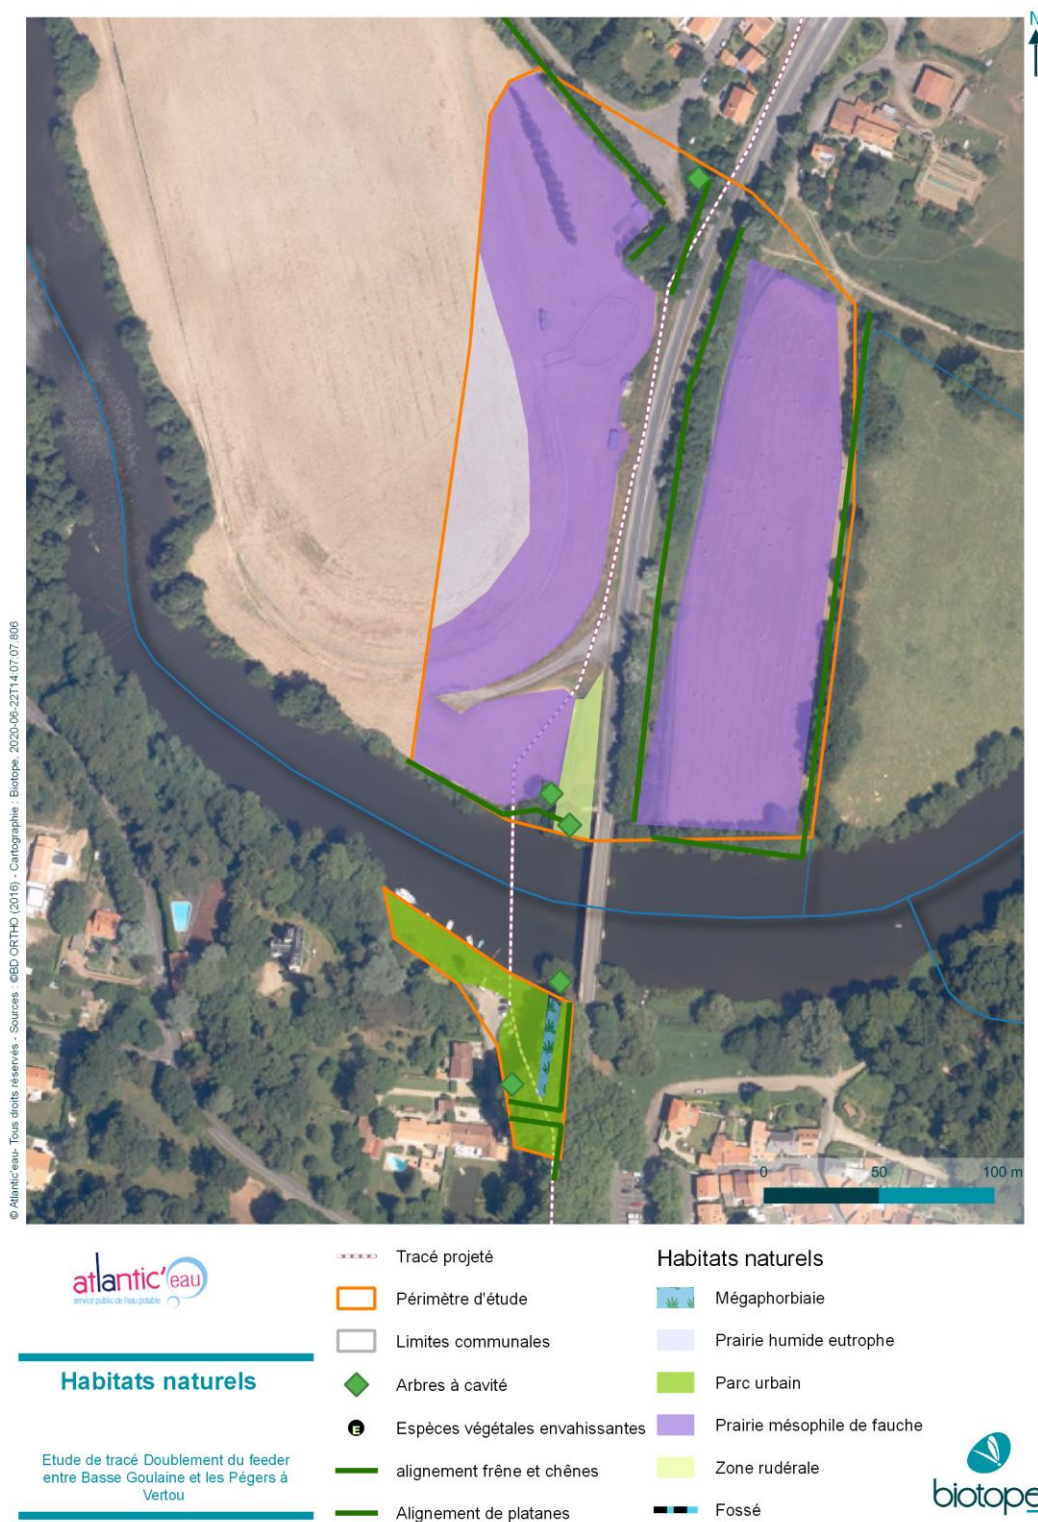 N
© Atlantic'eau- Tous droits réservés - Sources : ©BD ORTHO (2016) - Cartographie : Biotope, 2020-06-22T14:07:07.806
0 50 100 m
atlantic'eau
service public de l'eau potable
Habitats naturels
Etude de tracé Doublement du feeder
entre Basse Goulaine et les Pégers à
Vertou
Tracé projeté
Périmètre d'étude
Limites communales
Arbres à cavité
E Espèces végétales envahissantes
alignement frêne et chênes
Alignement de platanes
Habitats naturels
Mégaphorbiaie
Prairie humide eutrophe
Parc urbain
Prairie mésophile de fauche
Zone rudérale
Fossé
biotope